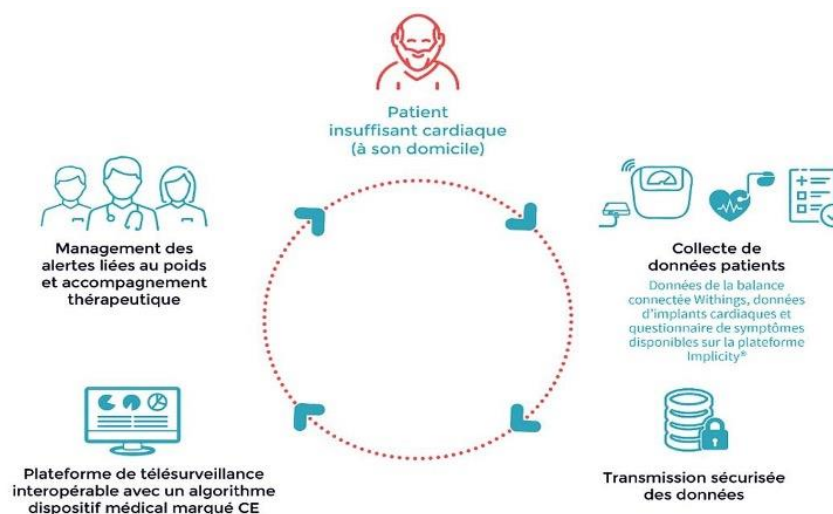 Patient
insuffisant cardiaque
(à son domicile)
Collecte de
données patients
Données de la balance
connectée Withings, données
d'implants cardiaques et
questionnaire de symptômes
disponibles sur la plateforme
Implicity®
Transmission sécurisée
des données
Plateforme de télésurveillance
interopérable avec un algorithme
dispositif médical marqué CE
Management des
alertes liées au poids
et accompagnement
thérapeutique